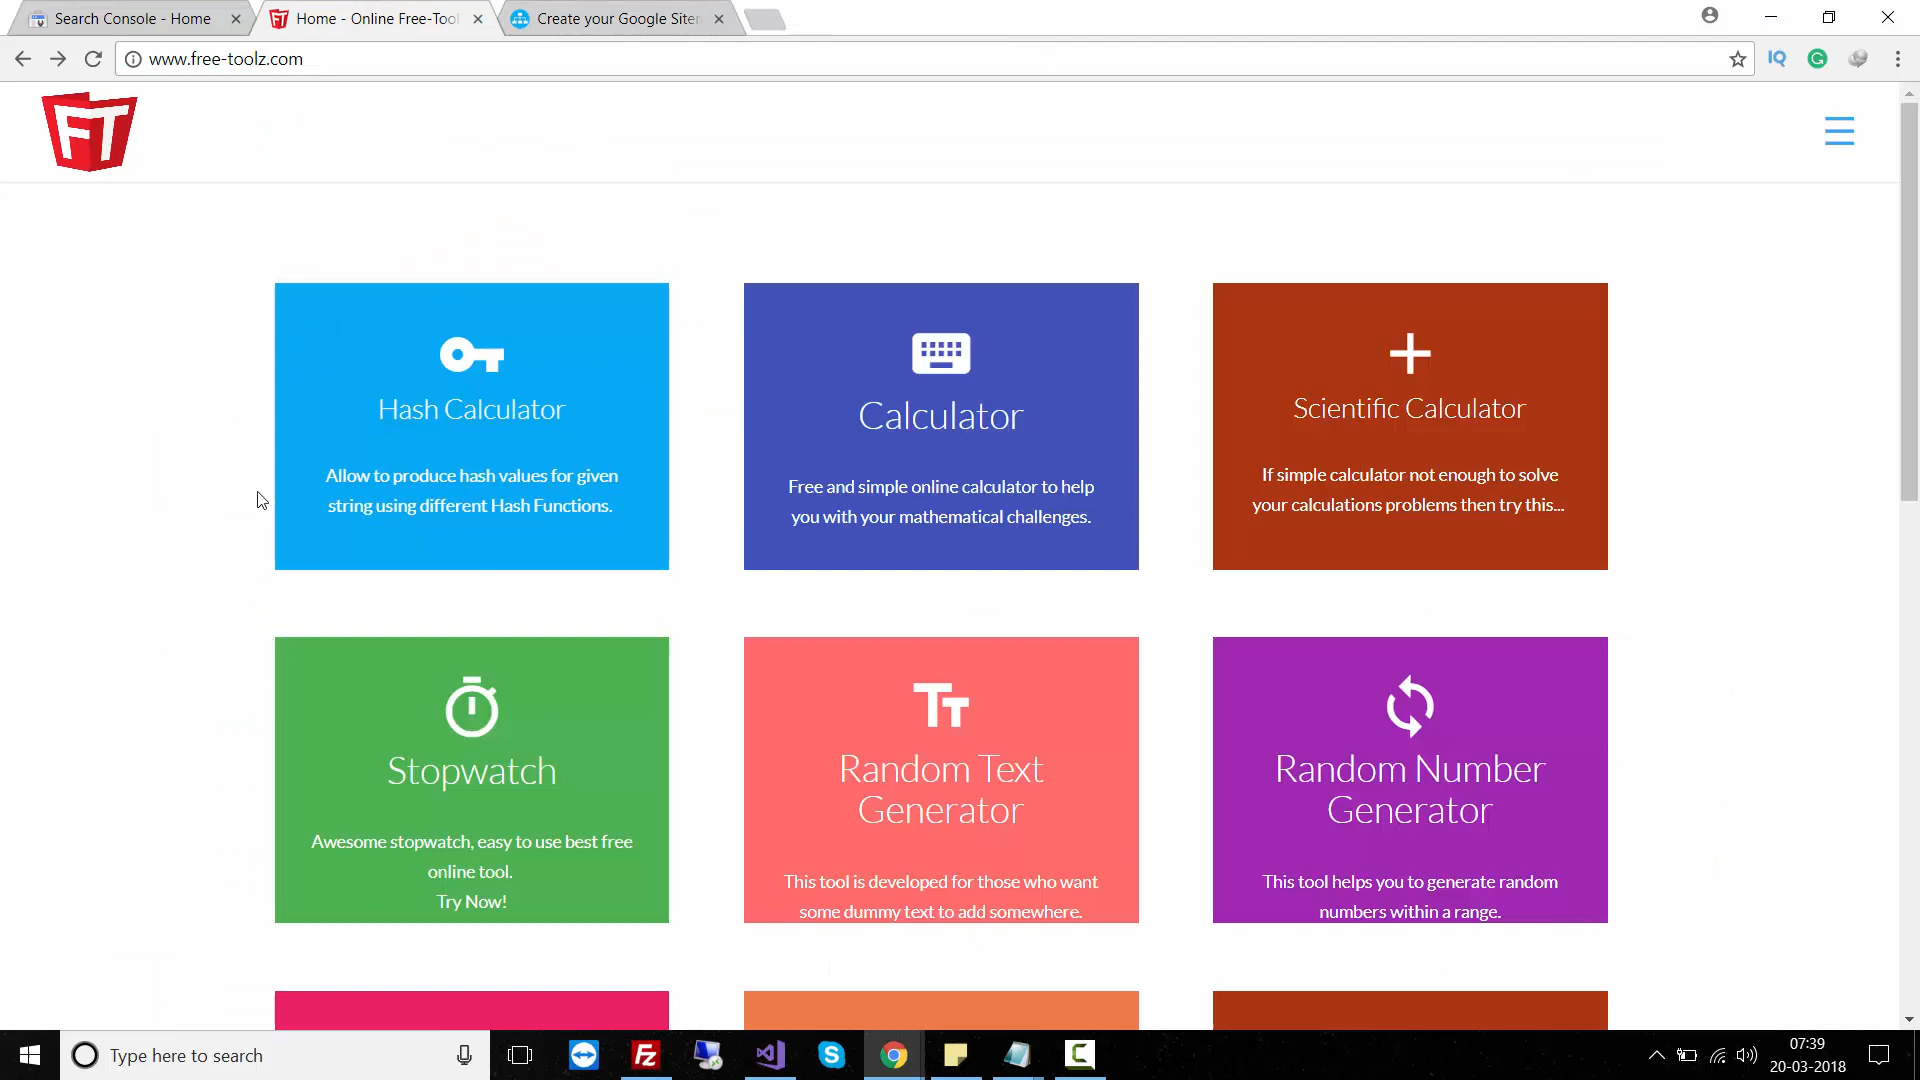 Search Console - Home
Home - Online Free-Tool
Create your Google Sitem
www.free-toolz.com
IQ
FT
Hash Calculator
Allow to produce hash values for given
string using different Hash Functions.
Calculator
Free and simple online calculator to help
you with your mathematical challenges.
Scientific Calculator
If simple calculator not enough to solve
your calculations problems then try this...
Stopwatch
Awesome stopwatch, easy to use best free
online tool.
Try Now!
Random Text
Generator
This tool is developed for those who want
some dummy text to add somewhere.
Random Number
Generator
This tool helps you to generate random
numbers within a range.
Type here to search
07:39
20-03-2018